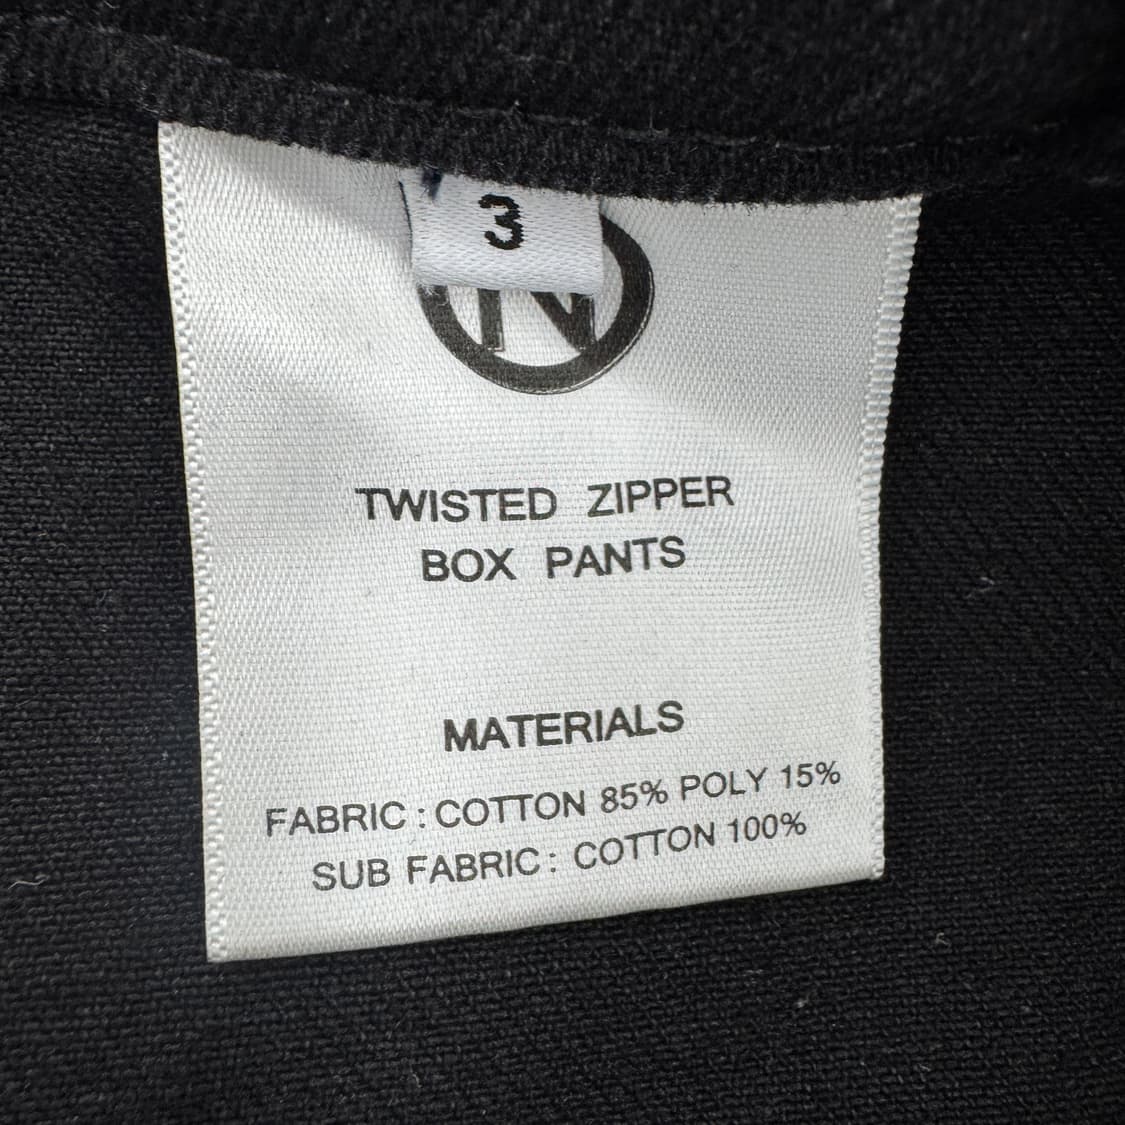 3
N
TWISTED ZIPPER
BOX PANTS
MATERIALS
FABRIC : COTTON 85% POLY 15%
SUB FABRIC : COTTON 100%